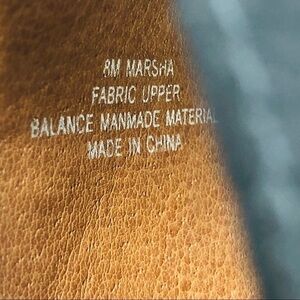 8M MARSHA
FABRIC UPPER
BALANCE MANMADE MATERIAL
MADE IN CHINA